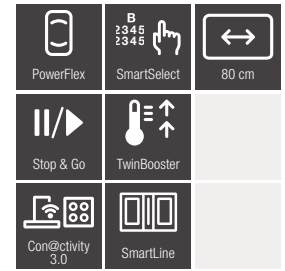 B
2345
2345
PowerFlex
SmartSelect
80 cm
Stop & Go
TwinBooster
Con@ctivity
3.0
SmartLine